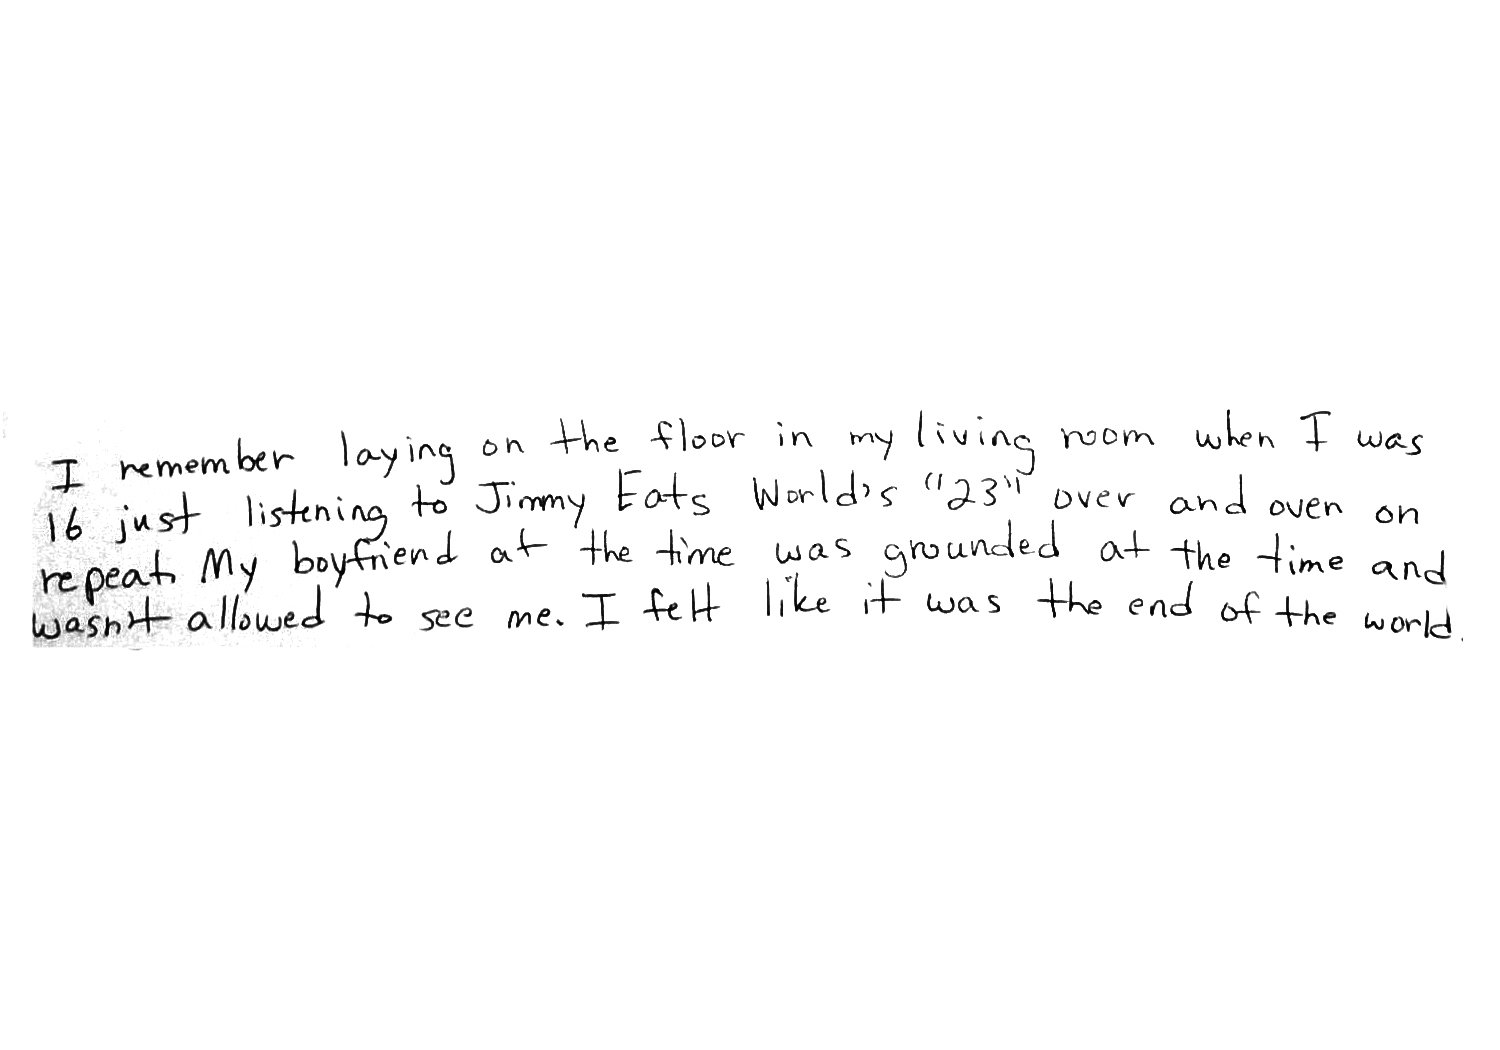 I remember laying on the floor in my living room when I was
16 just listening to Jimmy Eats World's "23" over and over on
repeat. My boyfriend at the time was grounded at the time and
wasn't allowed to see me. I felt like it was the end of the world.